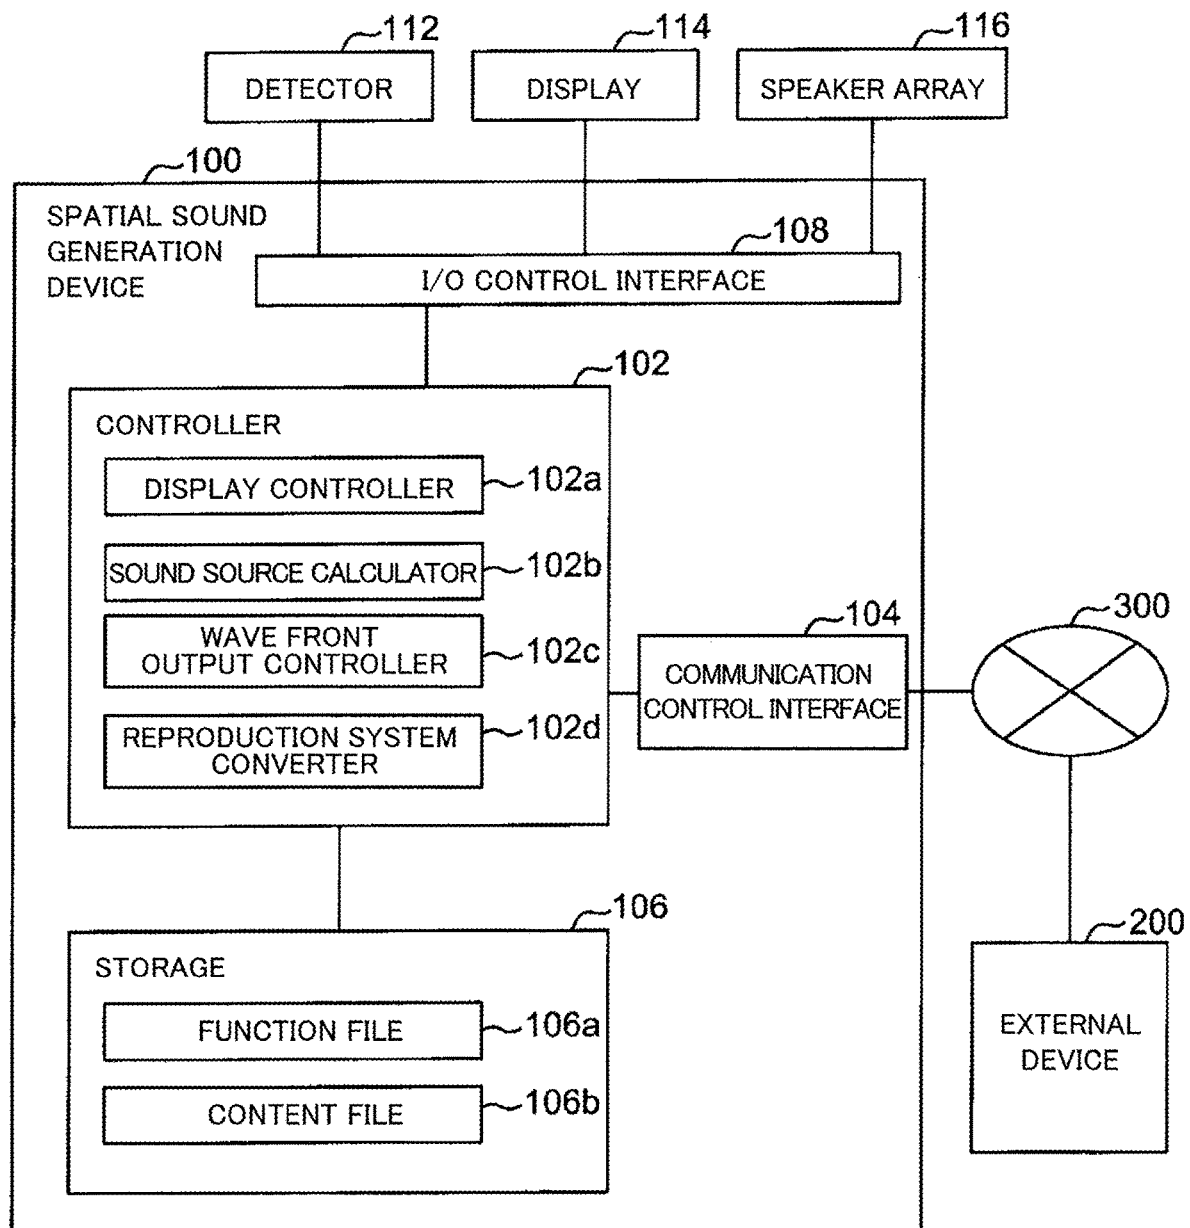 112
114
116
DETECTOR
DISPLAY
SPEAKER ARRAY
100
SPATIAL SOUND
GENERATION
DEVICE
108
I/O CONTROL INTERFACE
102
CONTROLLER
DISPLAY CONTROLLER
102a
SOUND SOURCE CALCULATOR
102b
WAVE FRONT
OUTPUT CONTROLLER
102c
REPRODUCTION SYSTEM
CONVERTER
102d
104
COMMUNICATION
CONTROL INTERFACE
300
106
STORAGE
FUNCTION FILE
106a
CONTENT FILE
106b
200
EXTERNAL
DEVICE